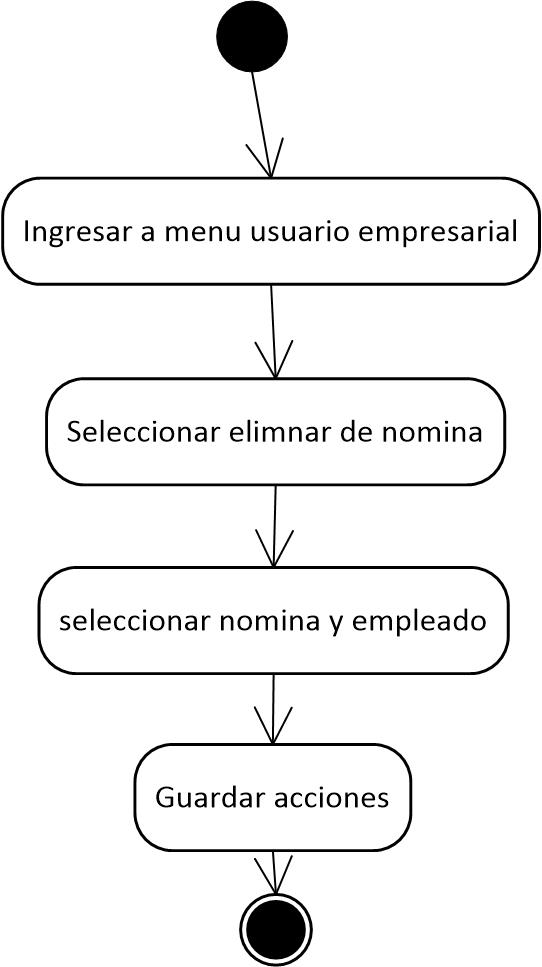 Ingresar a menu usuario empresarial
Seleccionar elimnar de nomina
seleccionar nomina y empleado
Guardar acciones